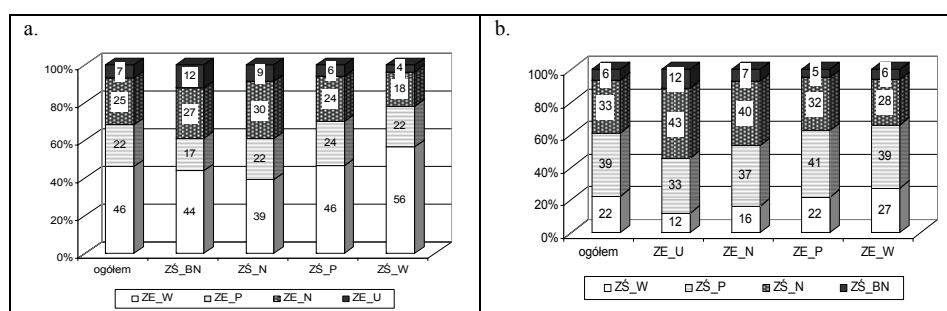 a.
7 12 9 6 4
100%
25 27 30 24 18
80%
22 17 22 24 22
60%
40%
46 44 39 46 56
20%
0%
ogółem ZŚ_BN ZŚ_N ZŚ_P ZŚ_W
ZE_W ZE_P ZE_N ZE_U
b.
6 12 7 5 6
100%
33 43 40 32 28
80%
60%
39 33 37 41 39
40%
20%
22 12 16 22 27
0%
ogółem ZE_U ZE_N ZE_P ZE_W
ZŚ_W ZŚ_P ZŚ_N ZŚ_BN